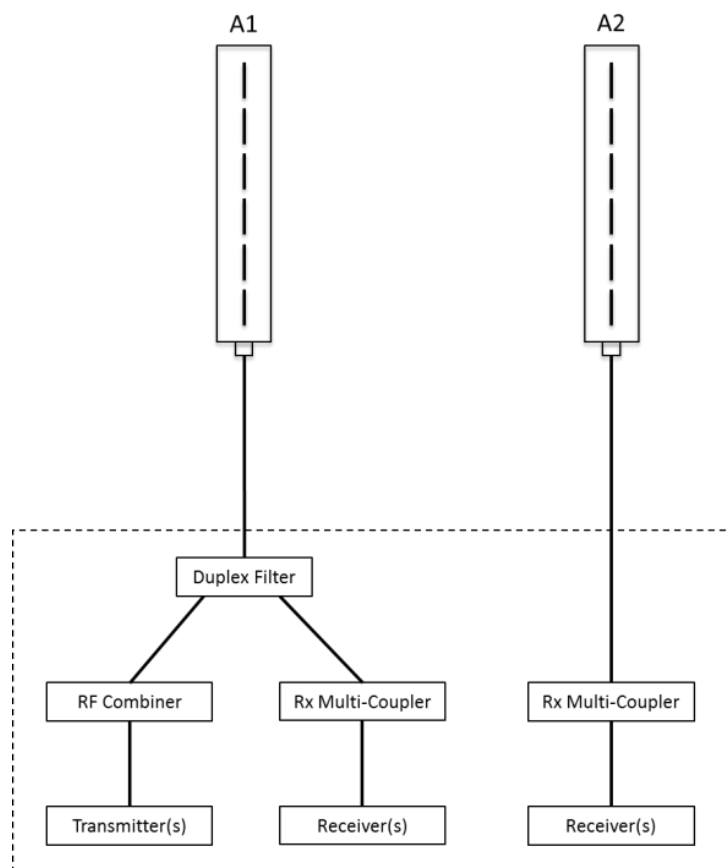 A1
A2
Duplex Filter
RF Combiner
Rx Multi-Coupler
Rx Multi-Coupler
Transmitter(s)
Receiver(s)
Receiver(s)